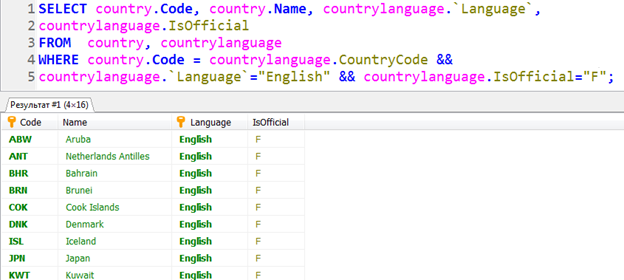 1 SELECT country.Code, country.Name, countrylanguage.`Language`,
2 countrylanguage.IsOfficial
3 FROM  country, countrylanguage
4 WHERE country.Code = countrylanguage.CountryCode &&
5 countrylanguage.`Language`="English" && countrylanguage.IsOfficial="F";
Результат #1 (4×16)
Code Name Language IsOfficial
ABW Aruba English F
ANT Netherlands Antilles English F
BHR Bahrain English F
BRN Brunei English F
COK Cook Islands English F
DNK Denmark English F
ISL Iceland English F
JPN Japan English F
KWT Kuwait English F